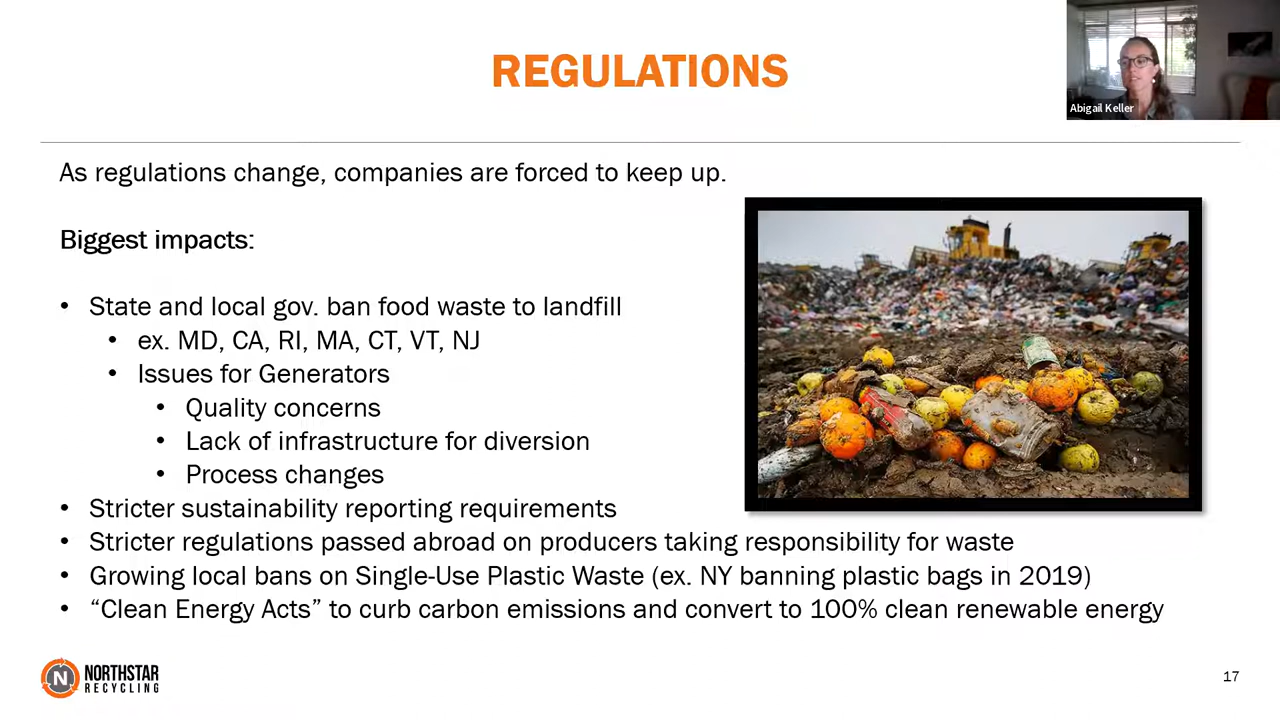 REGULATIONS
Abigail Keller
As regulations change, companies are forced to keep up.
Biggest impacts:
• State and local gov. ban food waste to landfill
• ex. MD, CA, RI, MA, CT, VT, NJ
• Issues for Generators
• Quality concerns
• Lack of infrastructure for diversion
• Process changes
• Stricter sustainability reporting requirements
• Stricter regulations passed abroad on producers taking responsibility for waste
• Growing local bans on Single-Use Plastic Waste (ex. NY banning plastic bags in 2019)
• “Clean Energy Acts” to curb carbon emissions and convert to 100% clean renewable energy
N NORTHSTAR
RECYCLING
17